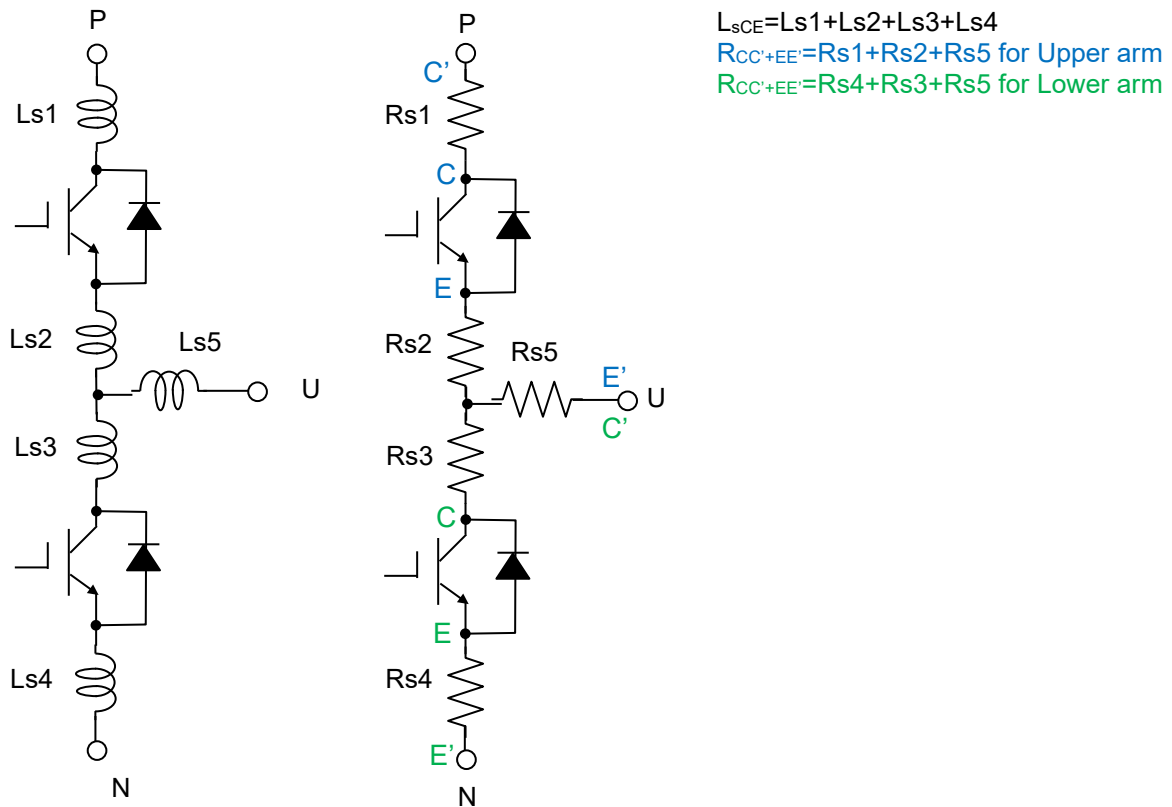 P
Ls1
Ls2
Ls5
U
Ls3
Ls4
N
P
C’
Rs1
C
E
Rs2
Rs5
E’
U
C’
Rs3
C
E
Rs4
E’
N
LsCE=Ls1+Ls2+Ls3+Ls4
RCC’+EE’=Rs1+Rs2+Rs5 for Upper arm
RCC’+EE’=Rs4+Rs3+Rs5 for Lower arm